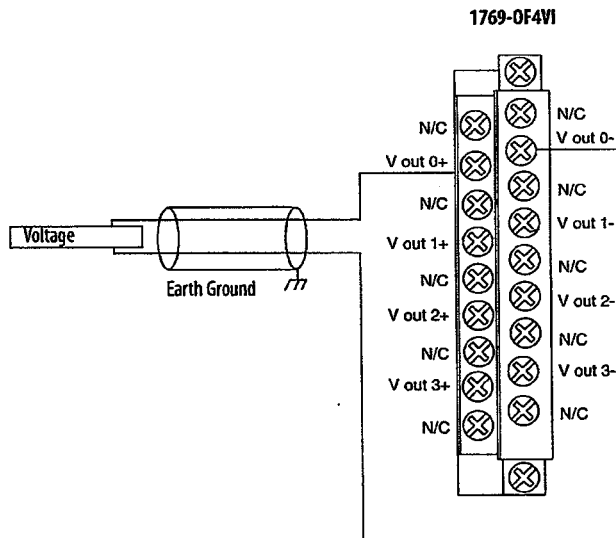 1769-OF4VI
N/C
N/C
V out 0+
V out 0-
N/C
N/C
Voltage
V out 1+
V out 1-
Earth Ground
N/C
N/C
V out 2+
V out 2-
N/C
N/C
V out 3+
V out 3-
N/C
N/C